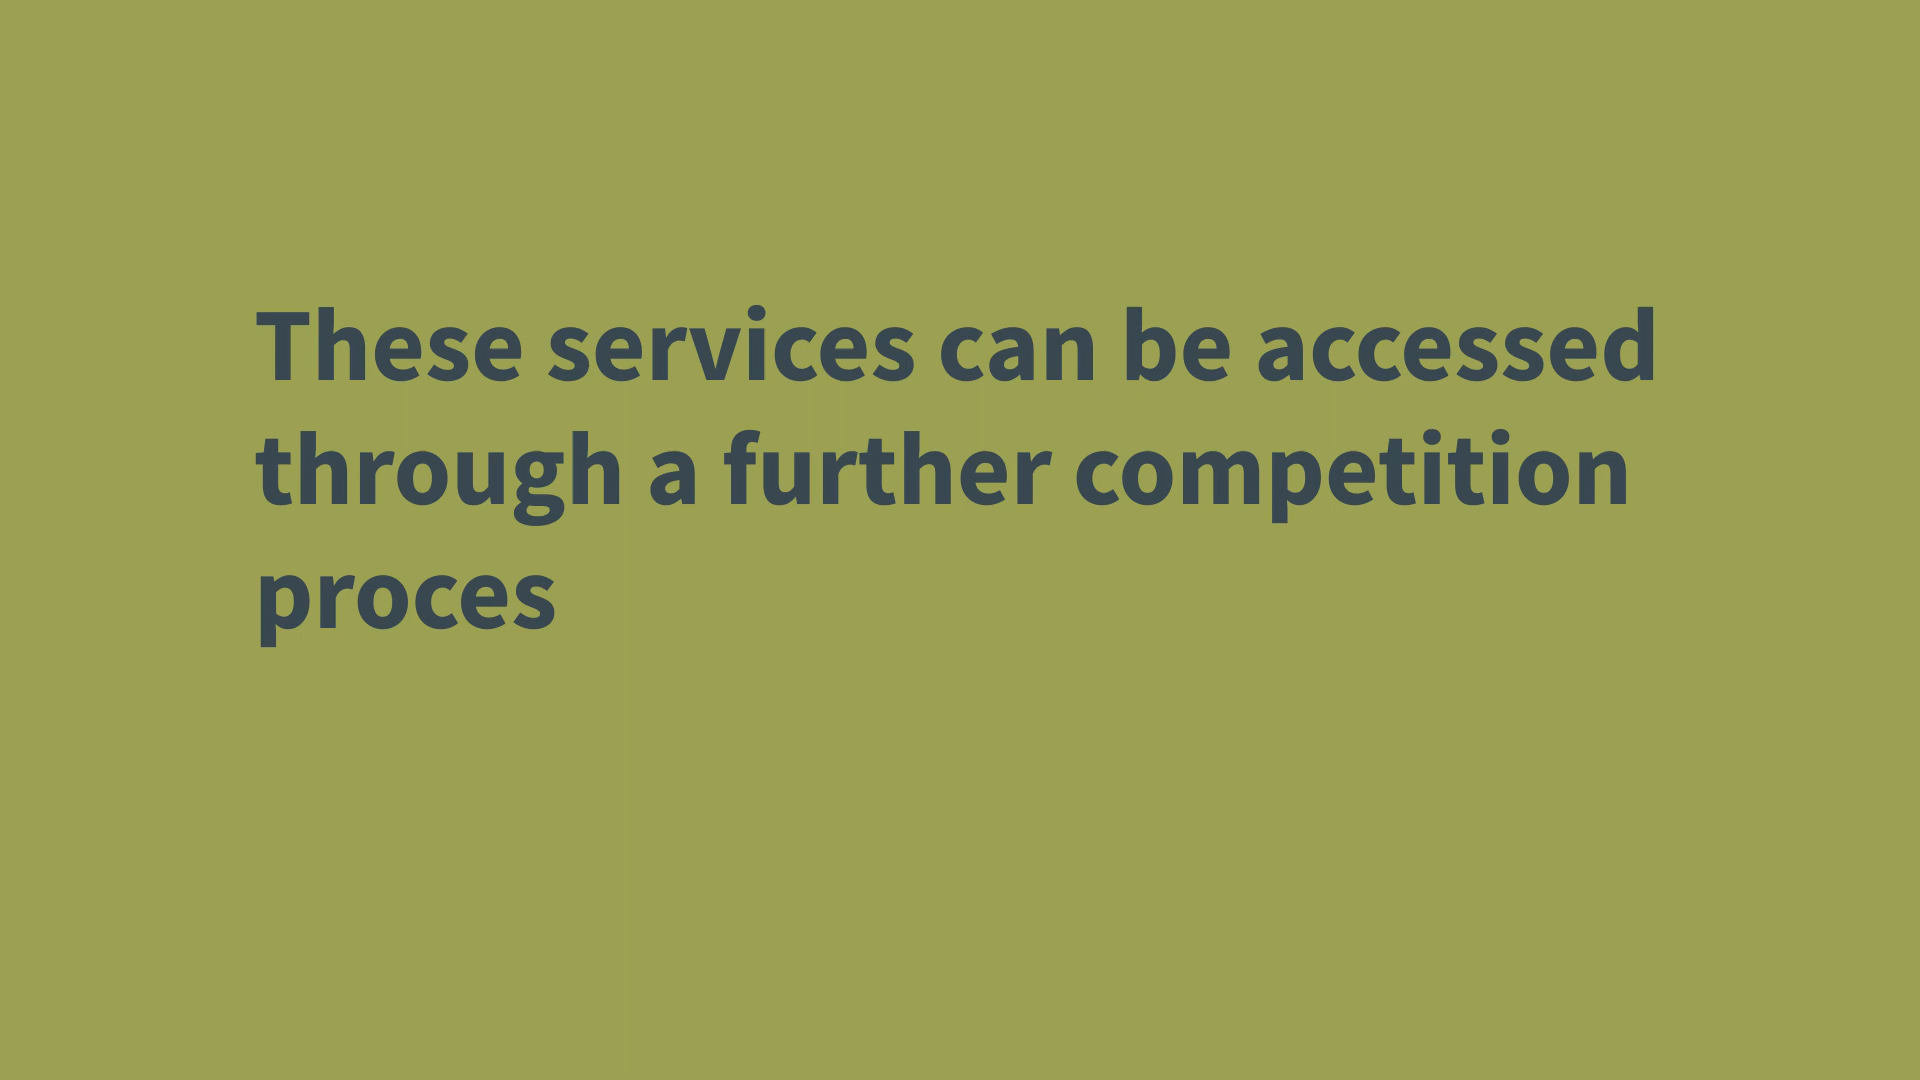 These services can be accessed
through a further competition
proces